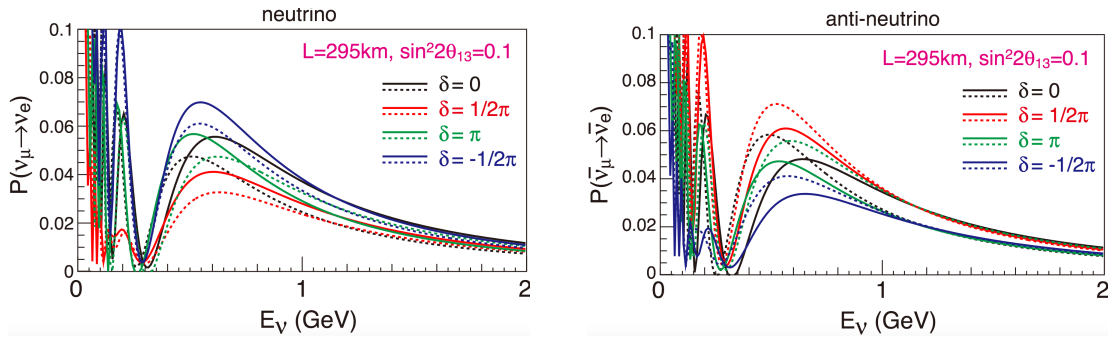 neutrino
P(νμ→νe)
0.1
0.08
0.06
0.04
0.02
0
L=295km, sin²2θ₁₃=0.1
δ = 0
δ = 1/2π
δ = π
δ = -1/2π
0 1 2
Eν (GeV)
anti-neutrino
P(ν̄μ→ν̄e)
0.1
0.08
0.06
0.04
0.02
0
L=295km, sin²2θ₁₃=0.1
δ = 0
δ = 1/2π
δ = π
δ = -1/2π
0 1 2
Eν (GeV)